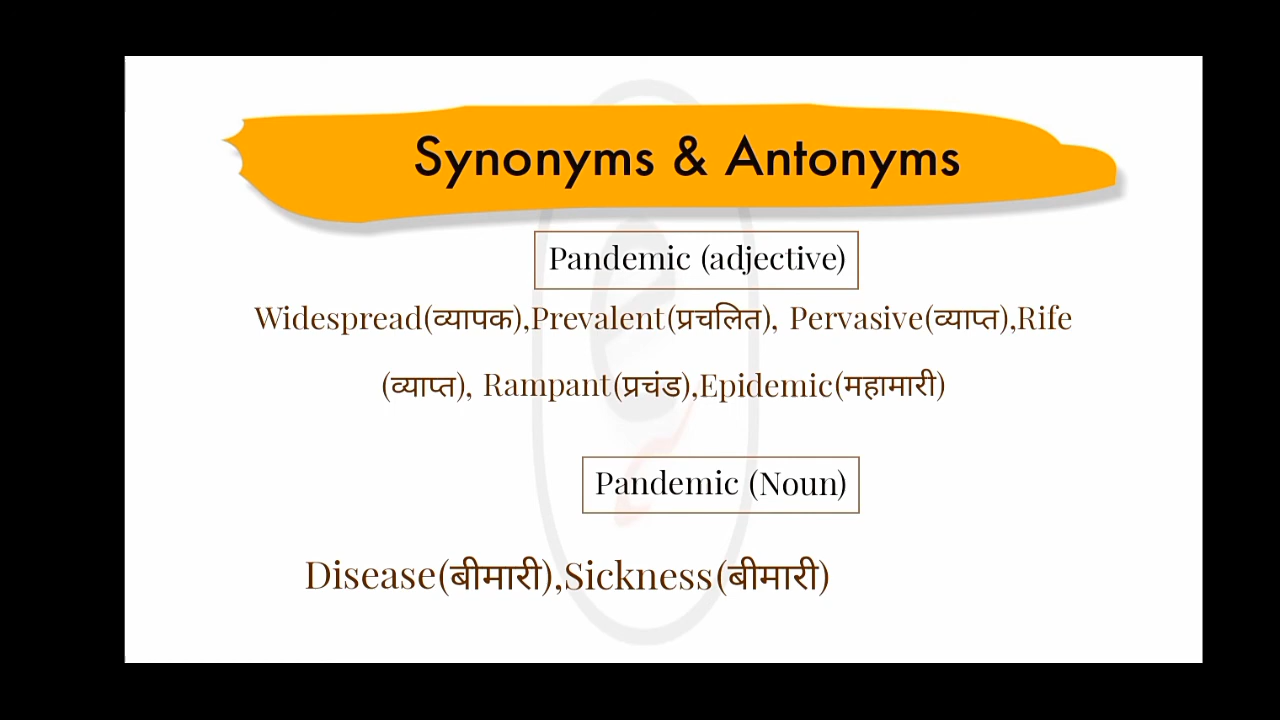 Synonyms & Antonyms
Pandemic (adjective)
Widespread(व्यापक),Prevalent(प्रचलित), Pervasive(व्याप्त),Rife
(व्याप्त), Rampant(प्रचंड),Epidemic(महामारी)
Pandemic (Noun)
Disease(बीमारी),Sickness(बीमारी)